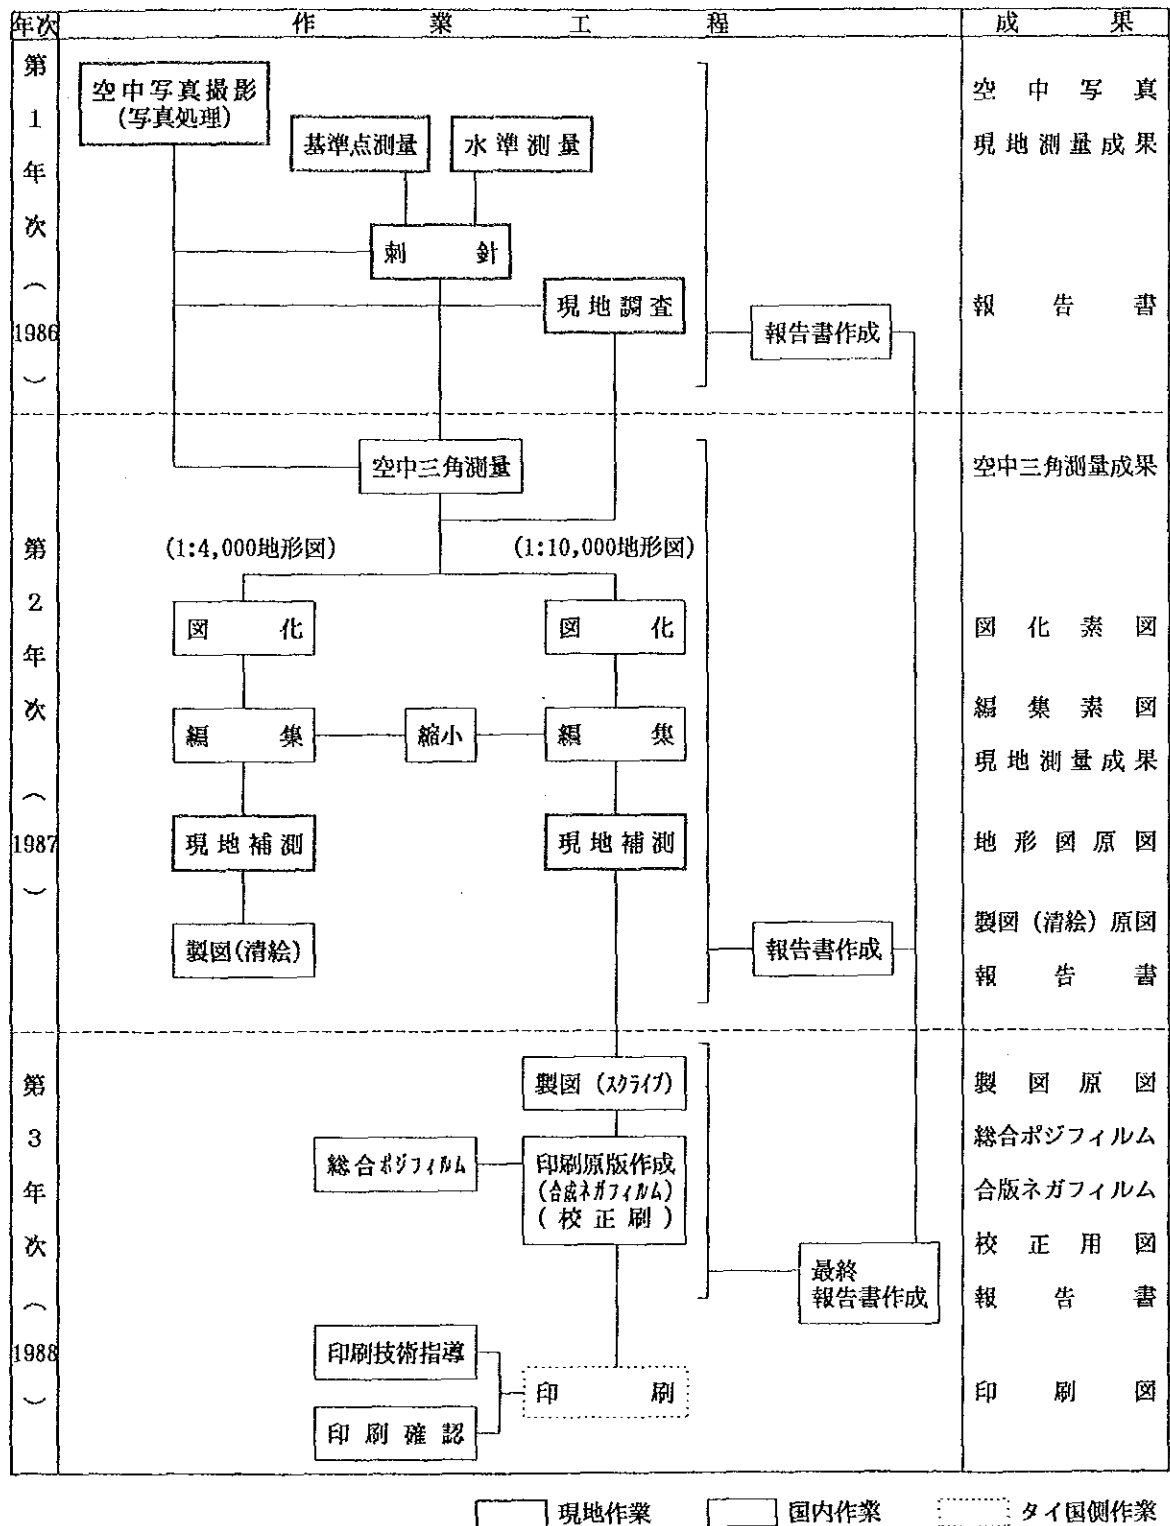 年次 作業工程 成果
第1年次(1986)
空中写真撮影
(写真処理)
基準点測量
水準測量
刺針
現地調査
報告書作成
空中写真
現地測量成果
報告書
第2年次(1987)
空中三角測量
(1:4,000地形図)
(1:10,000地形図)
図化
図化
編集
縮小
編集
現地補測
現地補測
製図(清絵)
報告書作成
空中三角測量成果
図化素図
編集素図
現地測量成果
地形図原図
製図(清絵)原図
報告書
第3年次(1988)
製図(スクライブ)
総合ポジフィルム
印刷原版作成
(合成ネガフィルム)
(校正刷)
最終
報告書作成
印刷技術指導
印刷
印刷確認
製図原図
総合ポジフィルム
合版ネガフィルム
校正用図
報告書
印刷図
現地作業 国内作業 タイ国側作業